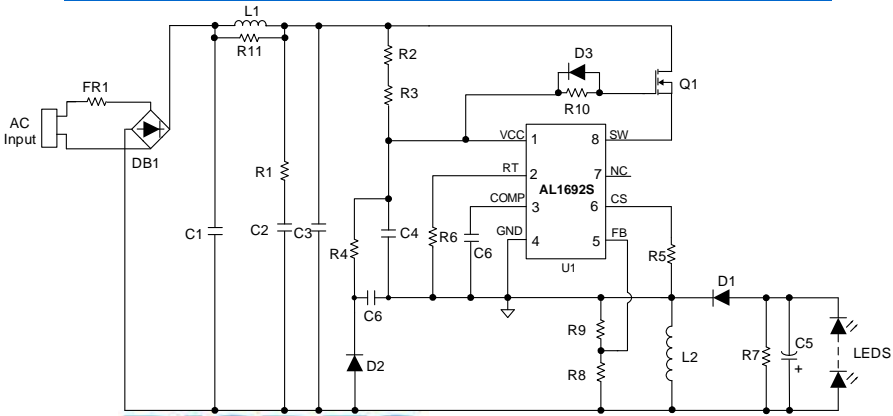 L1
R11
R2
R3
D3
R10
Q1
FR1
AC
Input
DB1
VCC 1 8 SW
RT 2 7 NC
AL1692S
COMP 3 6 CS
GND 4 5 FB
U1
R1
C1
C2
C3
R4
C4
R6
C6
R5
C6
D1
D2
R9
R8
L2
R7
C5
+
LEDS